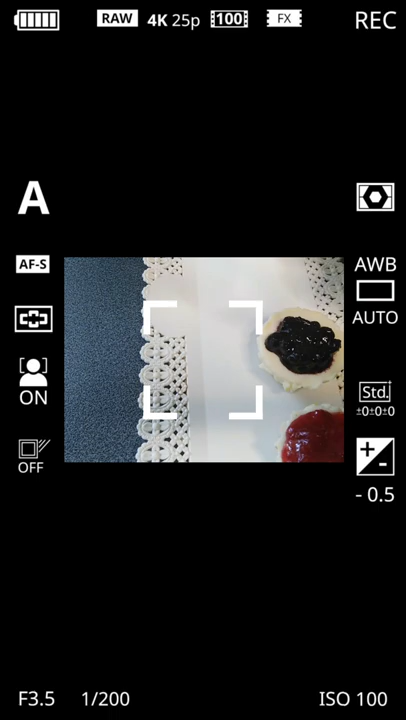 RAW 4K 25p 100 FX REC
A
AF-S AWB
AUTO
ON Std.
±0±0±0
OFF
- 0.5
F3.5 1/200 ISO 100